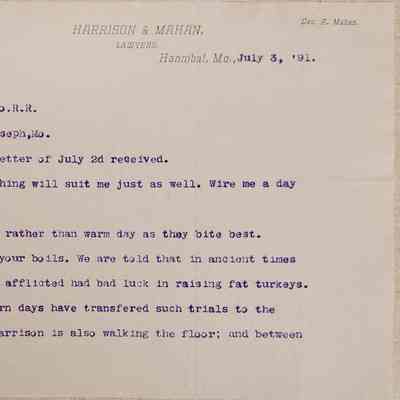 Geo. A. Mahan.
HARRISON & MAHAN,
LAWYERS.
Hannibal, Mo., July 3, '91.
o.R.R.
seph,Mo.
etter of July 2d received.
hing will suit me just as well. Wire me a day
rather than warm day as they bite best.
your boils. We are told that in ancient times
afflicted had bad luck in raising fat turkeys.
rn days have transfered such trials to the
arrison is also walking the floor; and between